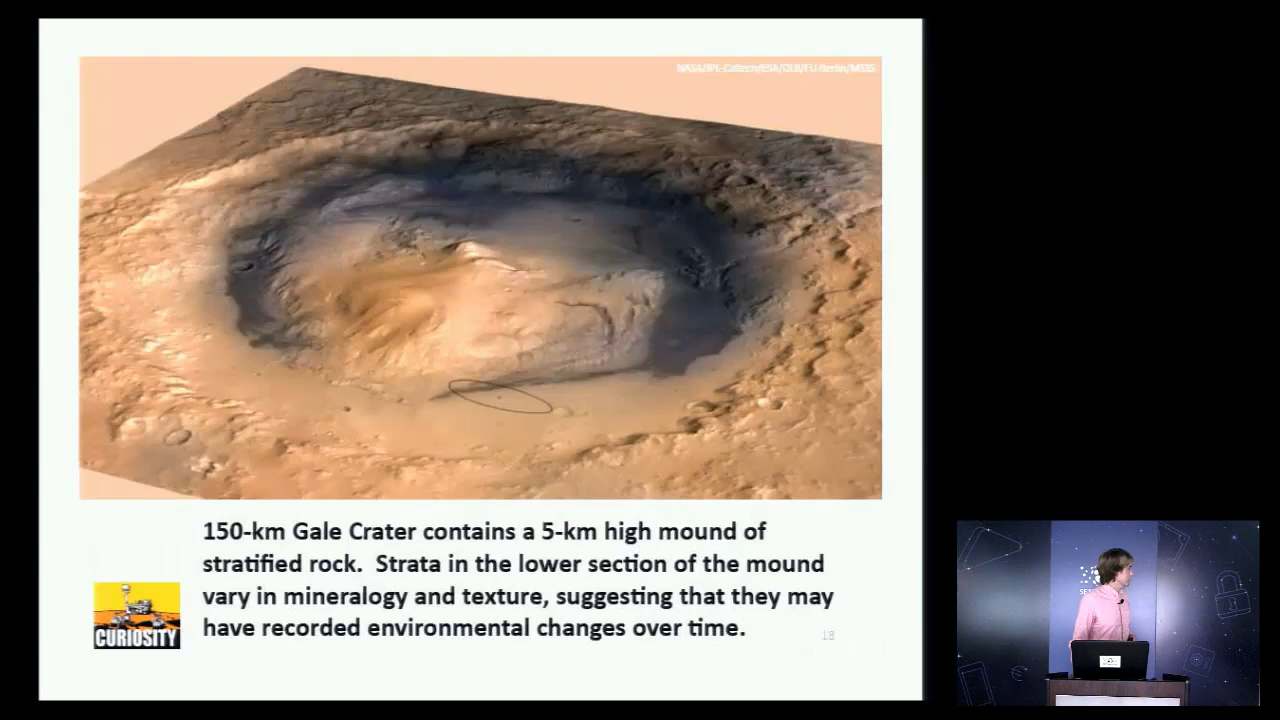 NASA/JPL-Caltech/ESA/DLR/FU Berlin/MSSS
150-km Gale Crater contains a 5-km high mound of
stratified rock.  Strata in the lower section of the mound
vary in mineralogy and texture, suggesting that they may
have recorded environmental changes over time.
CURIOSITY
18